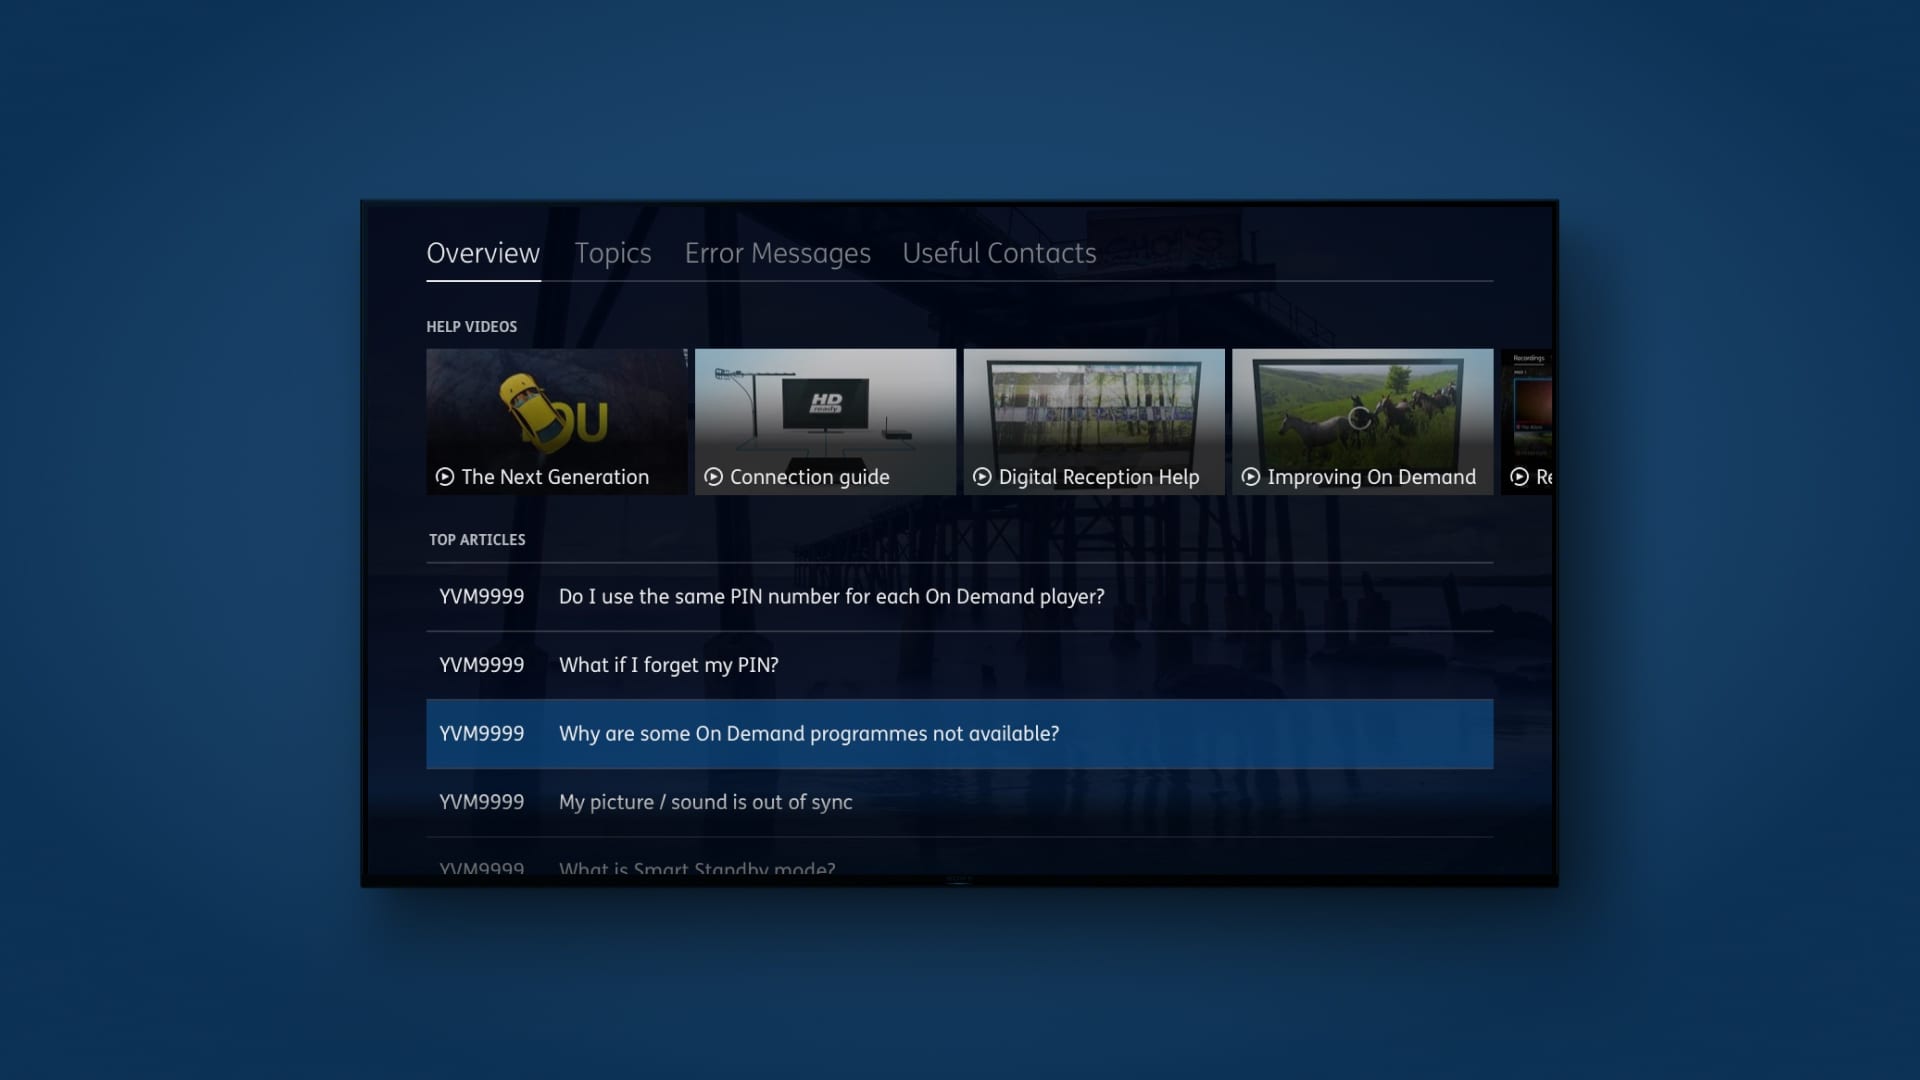 Overview Topics Error Messages Useful Contacts
HELP VIDEOS
OU
HD
ready
Recordings
The Next Generation
Connection guide
Digital Reception Help
Improving On Demand
Re
TOP ARTICLES
YVM9999 Do I use the same PIN number for each On Demand player?
YVM9999 What if I forget my PIN?
YVM9999 Why are some On Demand programmes not available?
YVM9999 My picture / sound is out of sync
YVM9999 What is Smart Standby mode?